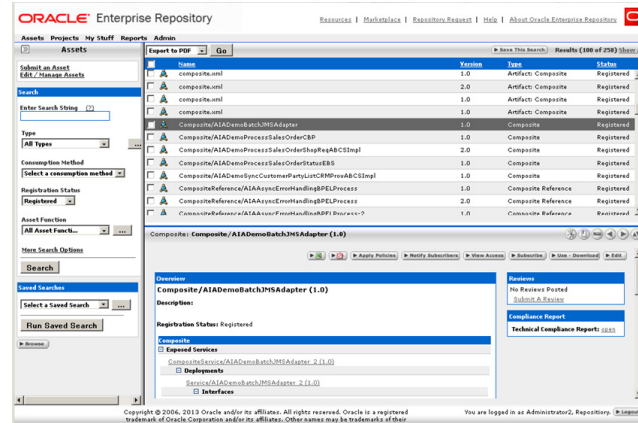 ORACLE Enterprise Repository
Resources | Marketplace | Repository Request | Help | About Oracle Enterprise Repository
Assets Projects My Stuff Reports Admin
Assets
Submit an Asset
Edit / Manage Assets
Search
Enter Search String (?)
Type
All Types
...
Consumption Method
Select a consumption method
Registration Status
Registered
Asset Function
All Asset Functi...
...
More Search Options
Search
Saved Searches
Select a Saved Search
...
Run Saved Search
Browse
Export to PDF Go Save This Search Results (100 of 258) Show
Name Version Type Status
composite.xml 1.0 Artifact: Composite Registered
composite.xml 2.0 Artifact: Composite Registered
composite.xml 1.0 Artifact: Composite Registered
composite.xml 1.0 Artifact: Composite Registered
Composite/AIADemoBatchJMSAdapter 1.0 Composite Registered
Composite/AIADemoProcessSalesOrderCBP 1.0 Composite Registered
Composite/AIADemoProcessSalesOrderShopReqABCSImpl 2.0 Composite Registered
Composite/AIADemoProcessSalesOrderStatusEBS 1.0 Composite Registered
Composite/AIADemoSyncCustomerPartyListCRMProvABCSImpl 2.0 Composite Registered
CompositeReference/AIAAsyncErrorHandlingBPELProcess 1.0 Composite Reference Registered
CompositeReference/AIAAsyncErrorHandlingBPELProcess 2.0 Composite Reference Registered
CompositeReference/AIAAsyncErrorHandlingBPELProcess-2 1.0 Composite Reference Registered
Composite: Composite/AIADemoBatchJMSAdapter (1.0)
Apply Policies Notify Subscribers View Access Subscribe Use - Download Edit
Overview
Composite/AIADemoBatchJMSAdapter (1.0)
Description:
Registration Status: Registered
Composite
Exposed Services
CompositeService/AIADemoBatchJMSAdapter_2 (1.0)
Deployments
Service/AIADemoBatchJMSAdapter_2 (1.0)
Interfaces
Reviews
No Reviews Posted
Submit A Review
Compliance Report
Technical Compliance Report: open
Copyright © 2006, 2013 Oracle and/or its affiliates. All rights reserved. Oracle is a registered
trademark of Oracle Corporation and/or its affiliates. Other names may be trademarks of their
You are logged in as Administrator2, Repository. Logout